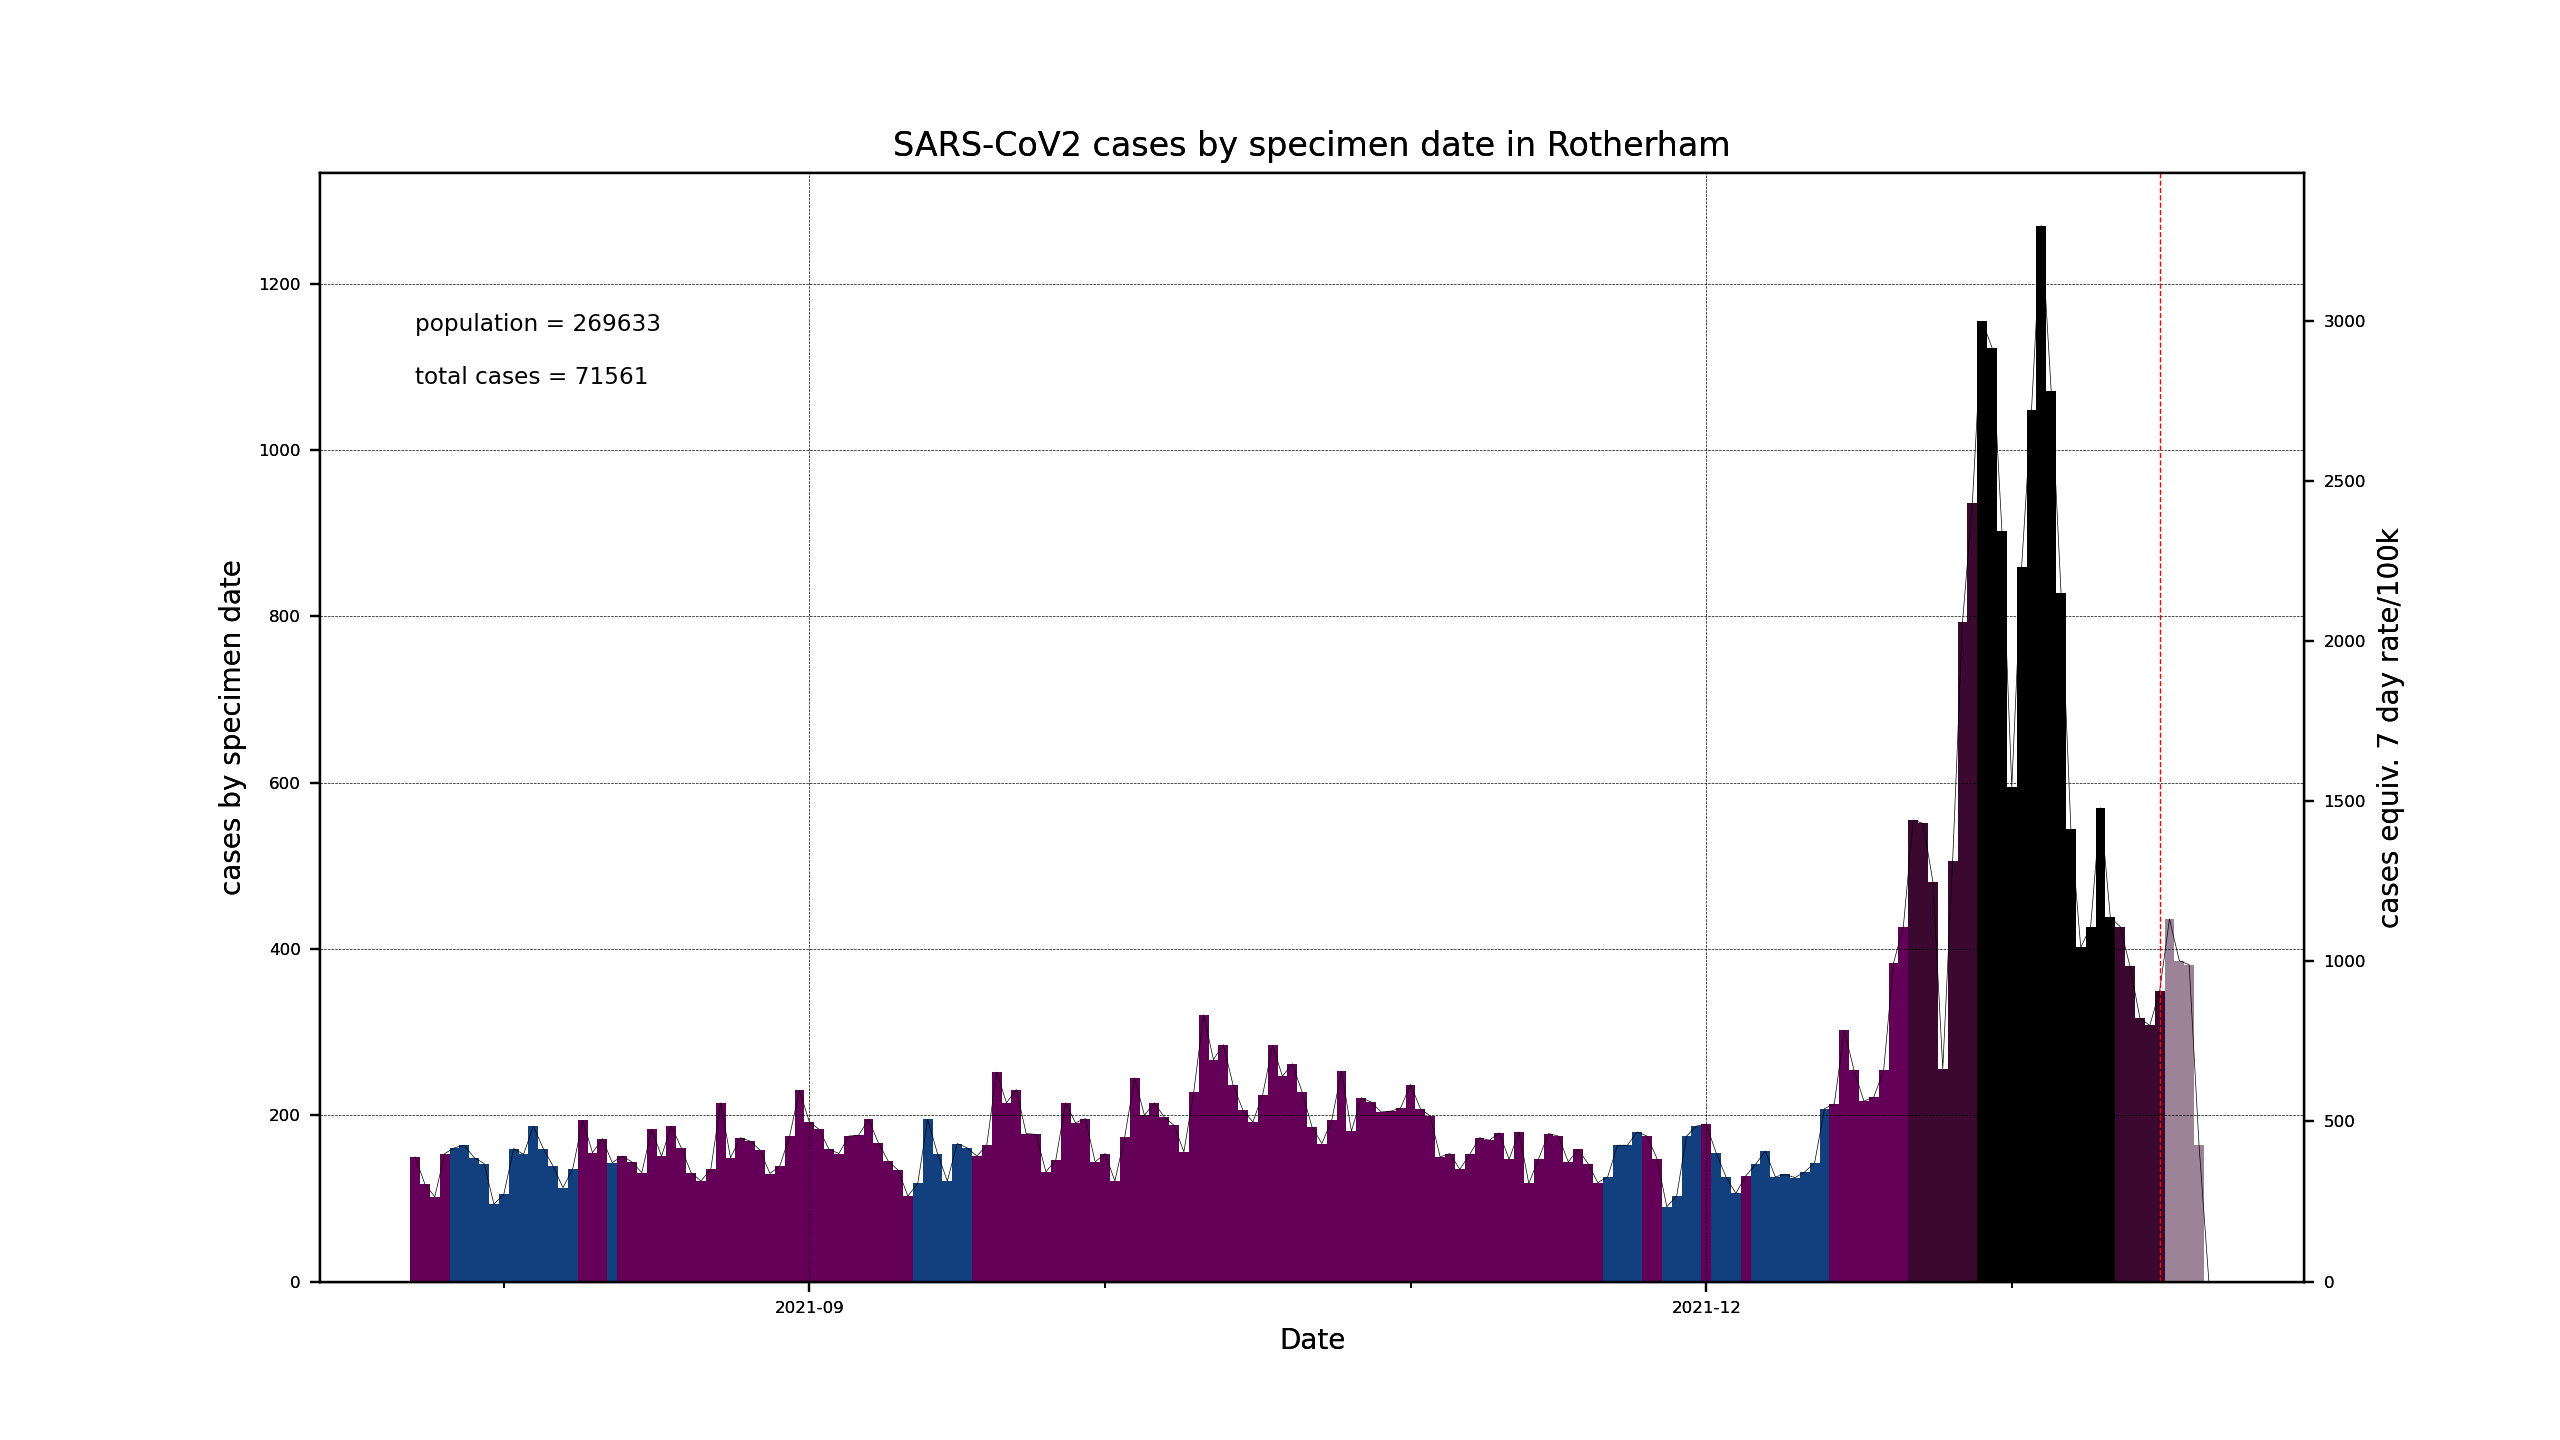 SARS-CoV2 cases by specimen date in Rotherham
population = 269633
total cases = 71561
cases by specimen date
1200
1000
800
600
400
200
0
3000
2500
2000
1500
1000
500
0
cases equiv. 7 day rate/100k
2021-09
2021-12
Date